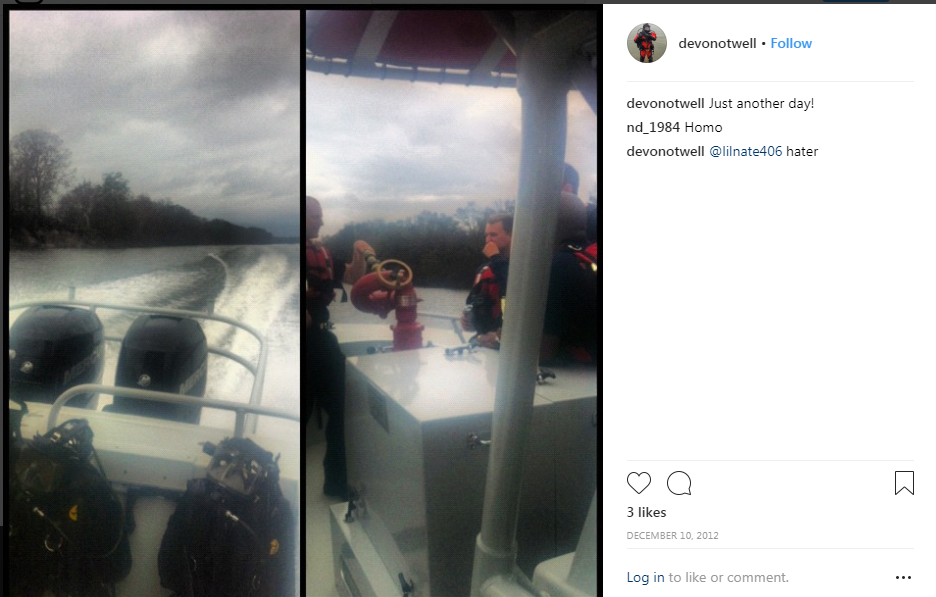 devonotwell • Follow
devonotwell Just another day!
nd_1984 Homo
devonotwell @lilnate406 hater
3 likes
DECEMBER 10, 2012
Log in to like or comment.